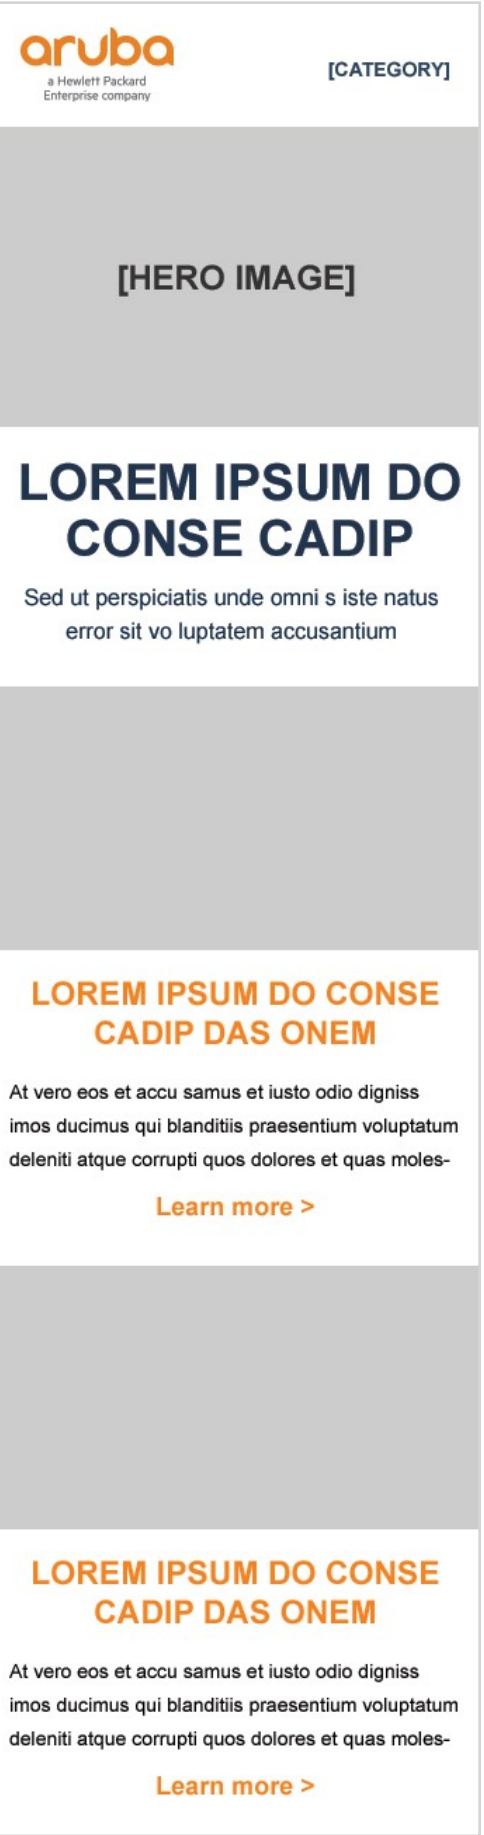 aruba
a Hewlett Packard
Enterprise company
[CATEGORY]
[HERO IMAGE]
LOREM IPSUM DO
CONSE CADIP
Sed ut perspiciatis unde omni s iste natus
error sit vo luptatem accusantium
LOREM IPSUM DO CONSE
CADIP DAS ONEM
At vero eos et accu samus et iusto odio digniss
imos ducimus qui blanditiis praesentium voluptatum
deleniti atque corrupti quos dolores et quas moles-
Learn more >
LOREM IPSUM DO CONSE
CADIP DAS ONEM
At vero eos et accu samus et iusto odio digniss
imos ducimus qui blanditiis praesentium voluptatum
deleniti atque corrupti quos dolores et quas moles-
Learn more >